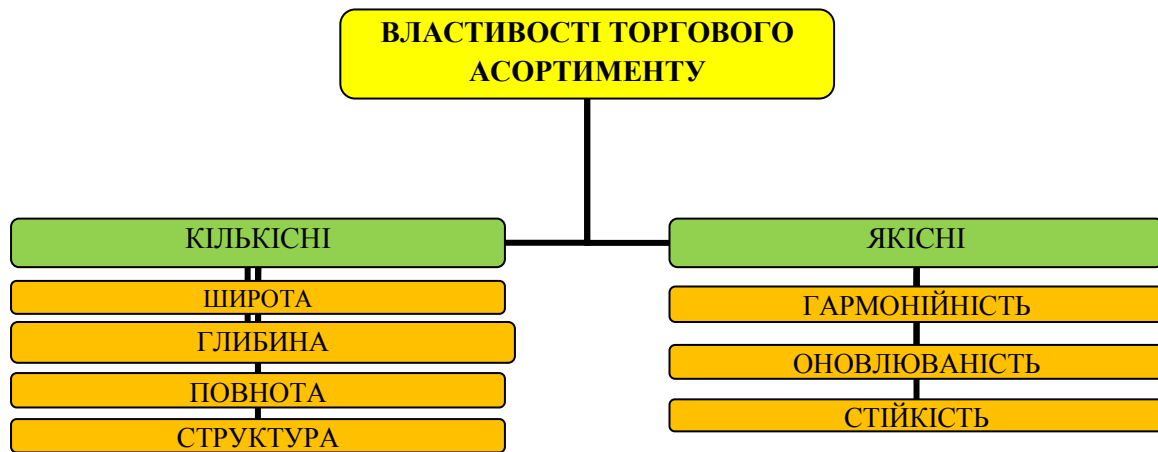 ВЛАСТИВОСТІ ТОРГОВОГО
АСОРТИМЕНТУ
КІЛЬКІСНІ
ШИРОТА
ГЛИБИНА
ПОВНОТА
СТРУКТУРА
ЯКІСНІ
ГАРМОНІЙНІСТЬ
ОНОВЛЮВАНІСТЬ
СТІЙКІСТЬ